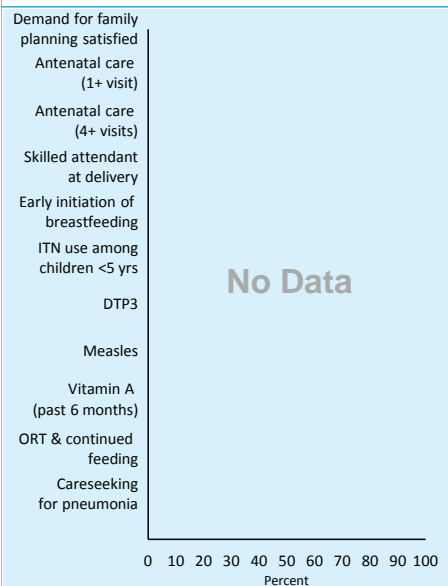 Demand for family
planning satisfied
Antenatal care
(1+ visit)
Antenatal care
(4+ visits)
Skilled attendant
at delivery
Early initiation of
breastfeeding
ITN use among
children <5 yrs
No Data
DTP3
Measles
Vitamin A
(past 6 months)
ORT & continued
feeding
Careseeking
for pneumonia
0 10 20 30 40 50 60 70 80 90 100
Percent